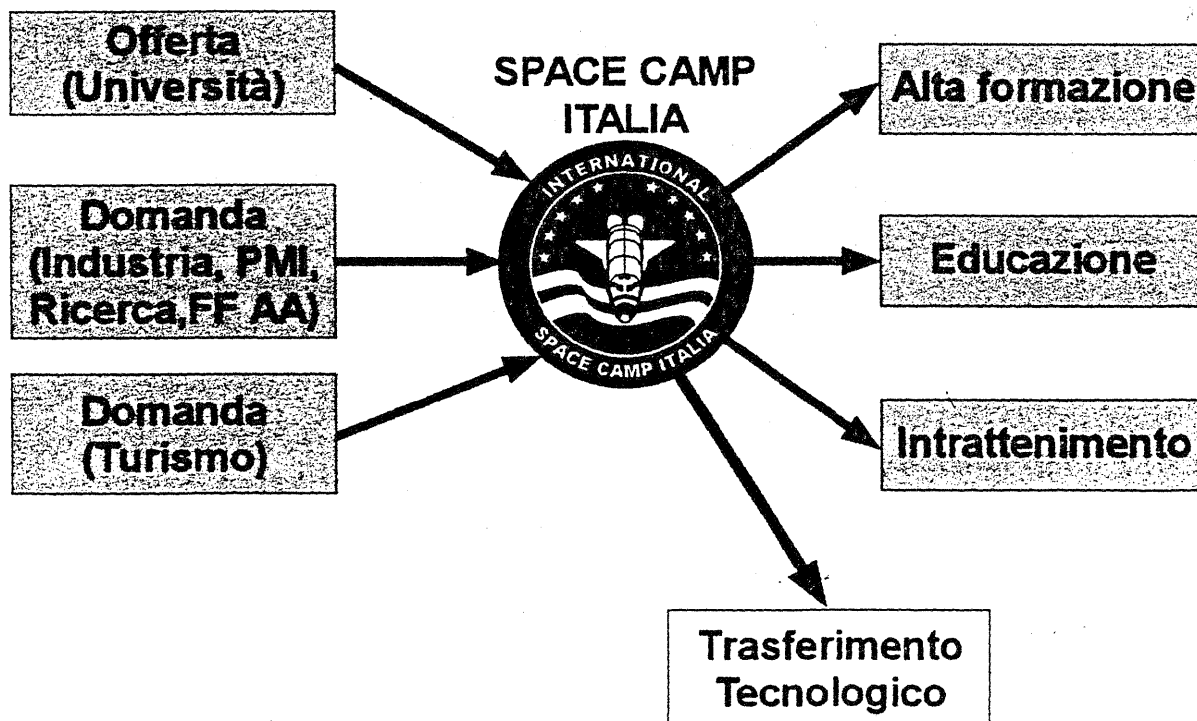 Offerta
(Università)
Domanda
(Industria, PMI,
Ricerca,FF AA)
Domanda
(Turismo)
SPACE CAMP
ITALIA
INTERNATIONAL
SPACE CAMP ITALIA
Alta formazione
Educazione
Intrattenimento
Trasferimento
Tecnologico